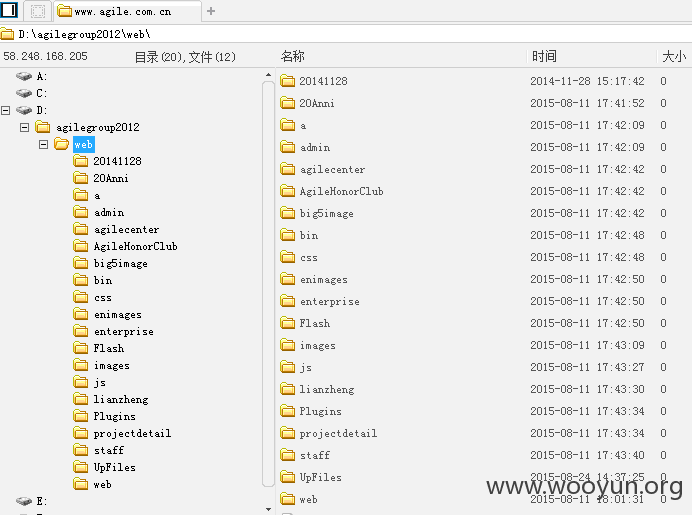 www.agile.com.cn
D:\agilegroup2012\web\
58.248.168.205 目录(20),文件(12) 名称 时间 大小
A:
C:
D:
agilegroup2012
web
20141128
20Anni
a
admin
agilecenter
AgileHonorClub
big5image
bin
css
enimages
enterprise
Flash
images
js
lianzheng
Plugins
projectdetail
staff
UpFiles
web
E:
20141128 2014-11-28 15:17:42 0
20Anni 2015-08-11 17:41:52 0
a 2015-08-11 17:42:09 0
admin 2015-08-11 17:42:09 0
agilecenter 2015-08-11 17:42:42 0
AgileHonorClub 2015-08-11 17:42:42 0
big5image 2015-08-11 17:42:42 0
bin 2015-08-11 17:42:48 0
css 2015-08-11 17:42:48 0
enimages 2015-08-11 17:42:50 0
enterprise 2015-08-11 17:42:50 0
Flash 2015-08-11 17:42:50 0
images 2015-08-11 17:43:09 0
js 2015-08-11 17:43:27 0
lianzheng 2015-08-11 17:43:30 0
Plugins 2015-08-11 17:43:34 0
projectdetail 2015-08-11 17:43:34 0
staff 2015-08-11 17:43:40 0
UpFiles 2015-08-24 14:37:25 0
web 2015-08-11 18:01:31 0
www.wooyun.org